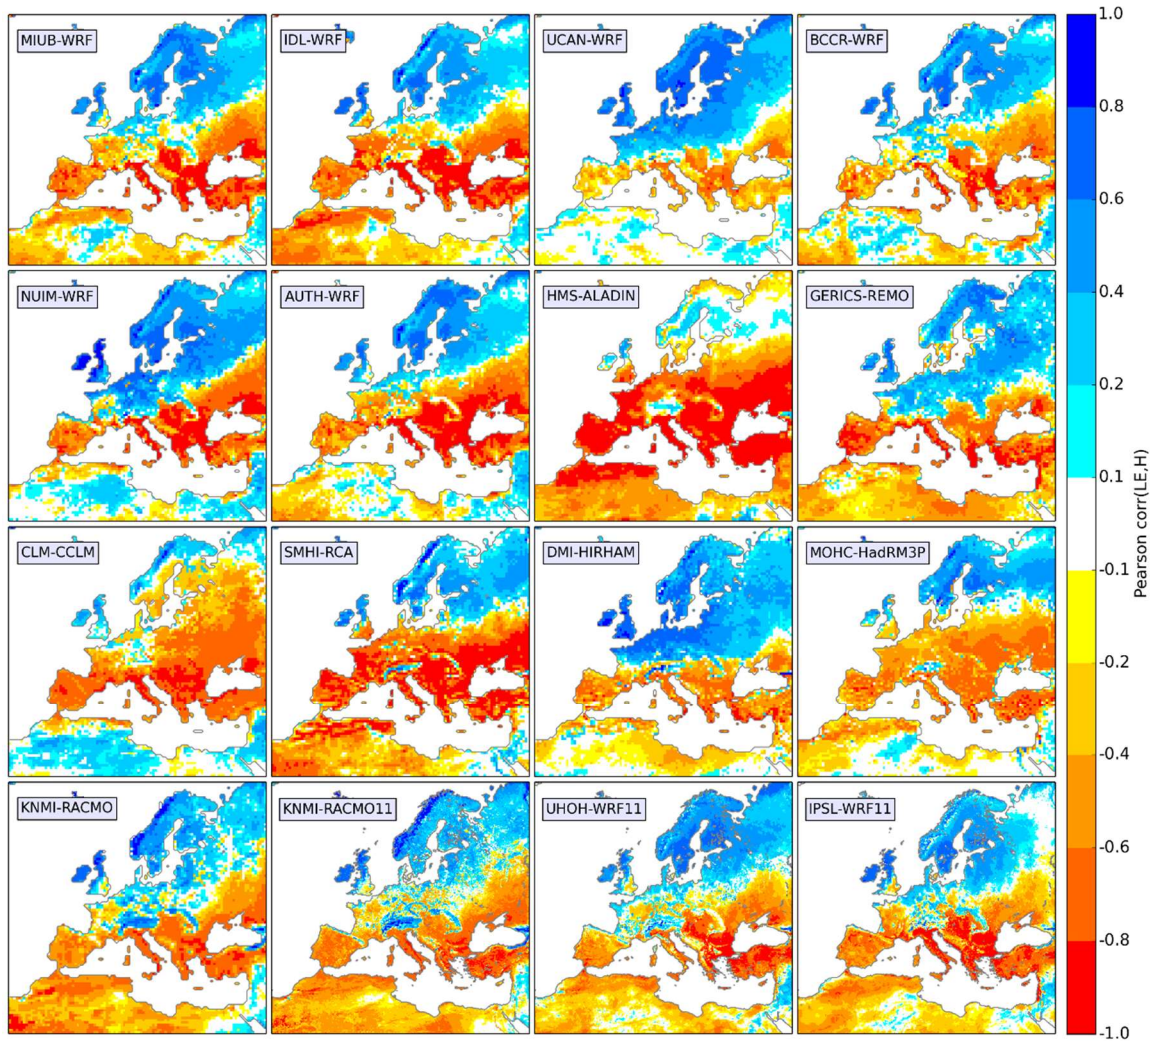 MIUB-WRF
IDL-WRF
UCAN-WRF
BCCR-WRF
NUIM-WRF
AUTH-WRF
HMS-ALADIN
GERICS-REMO
CLM-CCLM
SMHI-RCA
DMI-HIRHAM
MOHC-HadRM3P
KNMI-RACMO
KNMI-RACMO11
UHOH-WRF11
IPSL-WRF11
1.0
0.8
0.6
0.4
0.2
0.1
-0.1
-0.2
-0.4
-0.6
-0.8
-1.0
Pearson corr(LE,H)